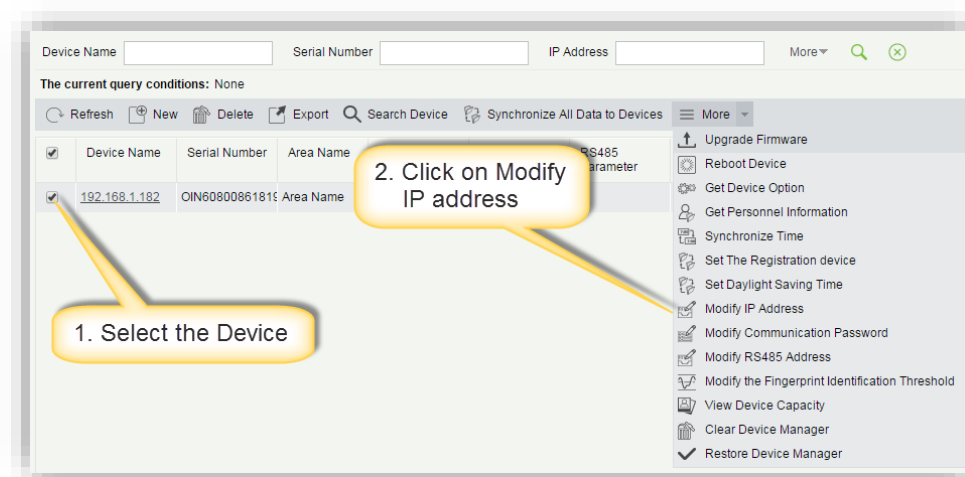 Device Name Serial Number IP Address More
The current query conditions: None
Refresh New Delete Export Search Device Synchronize All Data to Devices More
Device Name Serial Number Area Name RS485
192.168.1.182 OIN60800861819 Area Name
2. Click on Modify
IP address
1. Select the Device
Upgrade Firmware
Reboot Device
Get Device Option
Get Personnel Information
Synchronize Time
Set The Registration device
Set Daylight Saving Time
Modify IP Address
Modify Communication Password
Modify RS485 Address
Modify the Fingerprint Identification Threshold
View Device Capacity
Clear Device Manager
Restore Device Manager